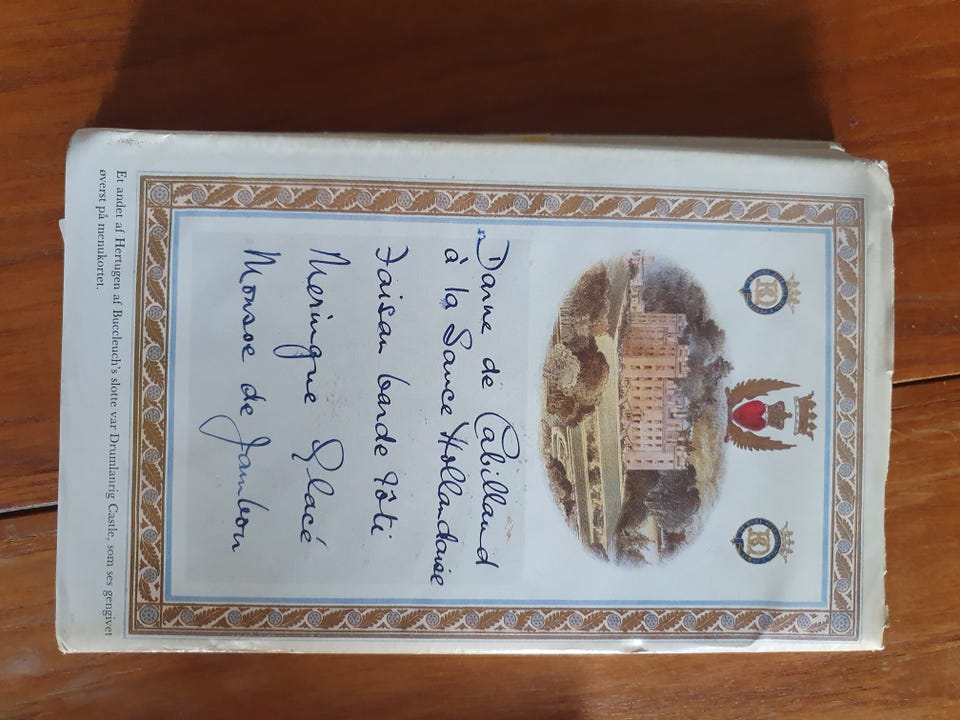 Darne de Cabillaud
à la Sauce Hollandaise
Faisan barde Rôti
Meringue Glacé
Mousse de Jambon
Et andet af Hertugen af Buccleuch's slotte var Drumlanrig Castle, som ses gengivet
øverst på menukortet.